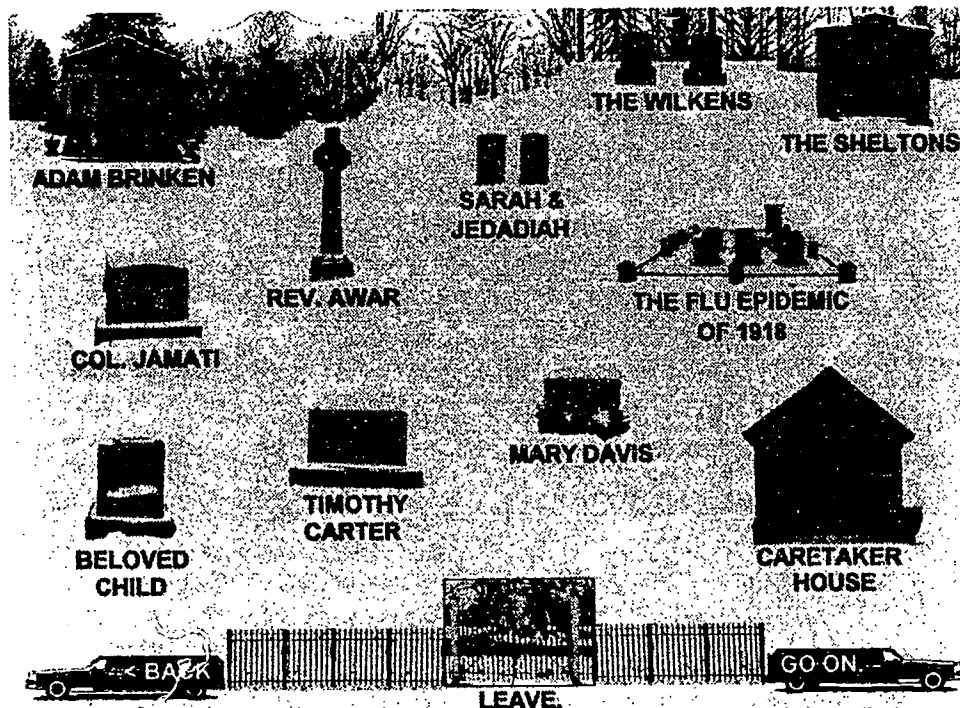 THE WILKENS
THE SHELTONS
ADAM BRINKEN
SARAH &
JEDADIAH
REV. AWAR
THE FLU EPIDEMIC
OF 1918
COL. JAMATI
MARY DAVIS
TIMOTHY
CARTER
BELOVED
CHILD
CARETAKER
HOUSE
< BACK
GO ON.
LEAVE.